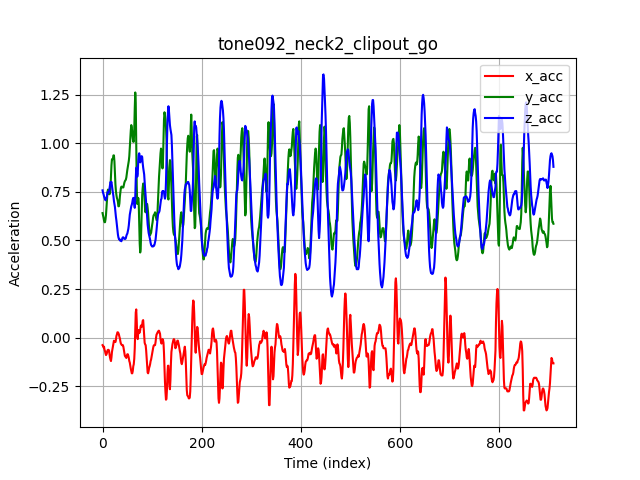 tone092_neck2_clipout_go
x_acc
y_acc
z_acc
1.25
1.00
0.75
0.50
0.25
0.00
−0.25
Acceleration
0 200 400 600 800
Time (index)